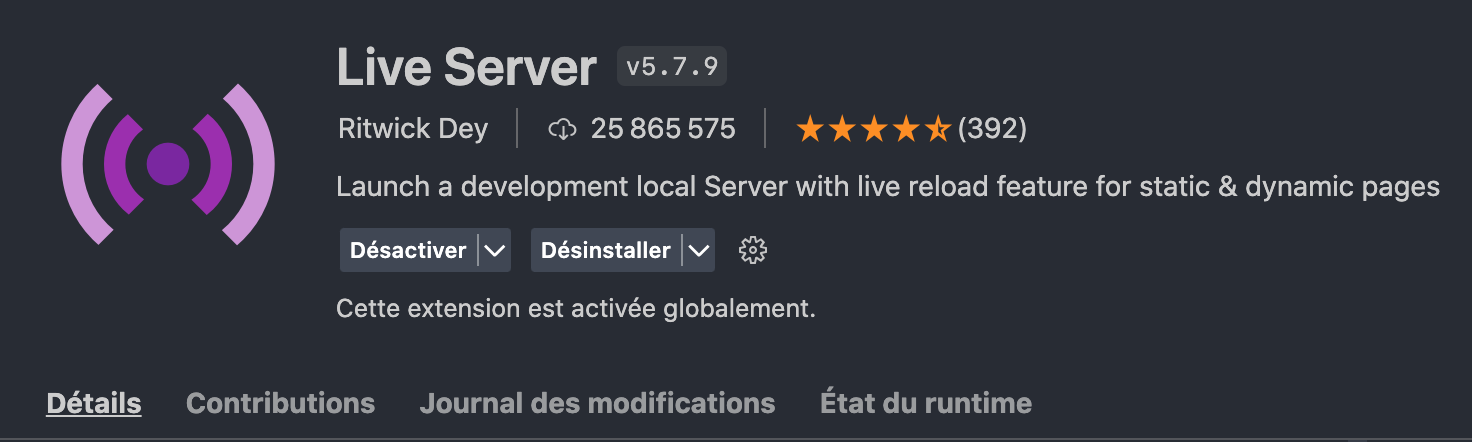 Live Server v5.7.9
Ritwick Dey 25 865 575 (392)
Launch a development local Server with live reload feature for static & dynamic pages
Désactiver Désinstaller
Cette extension est activée globalement.
Détails Contributions Journal des modifications État du runtime